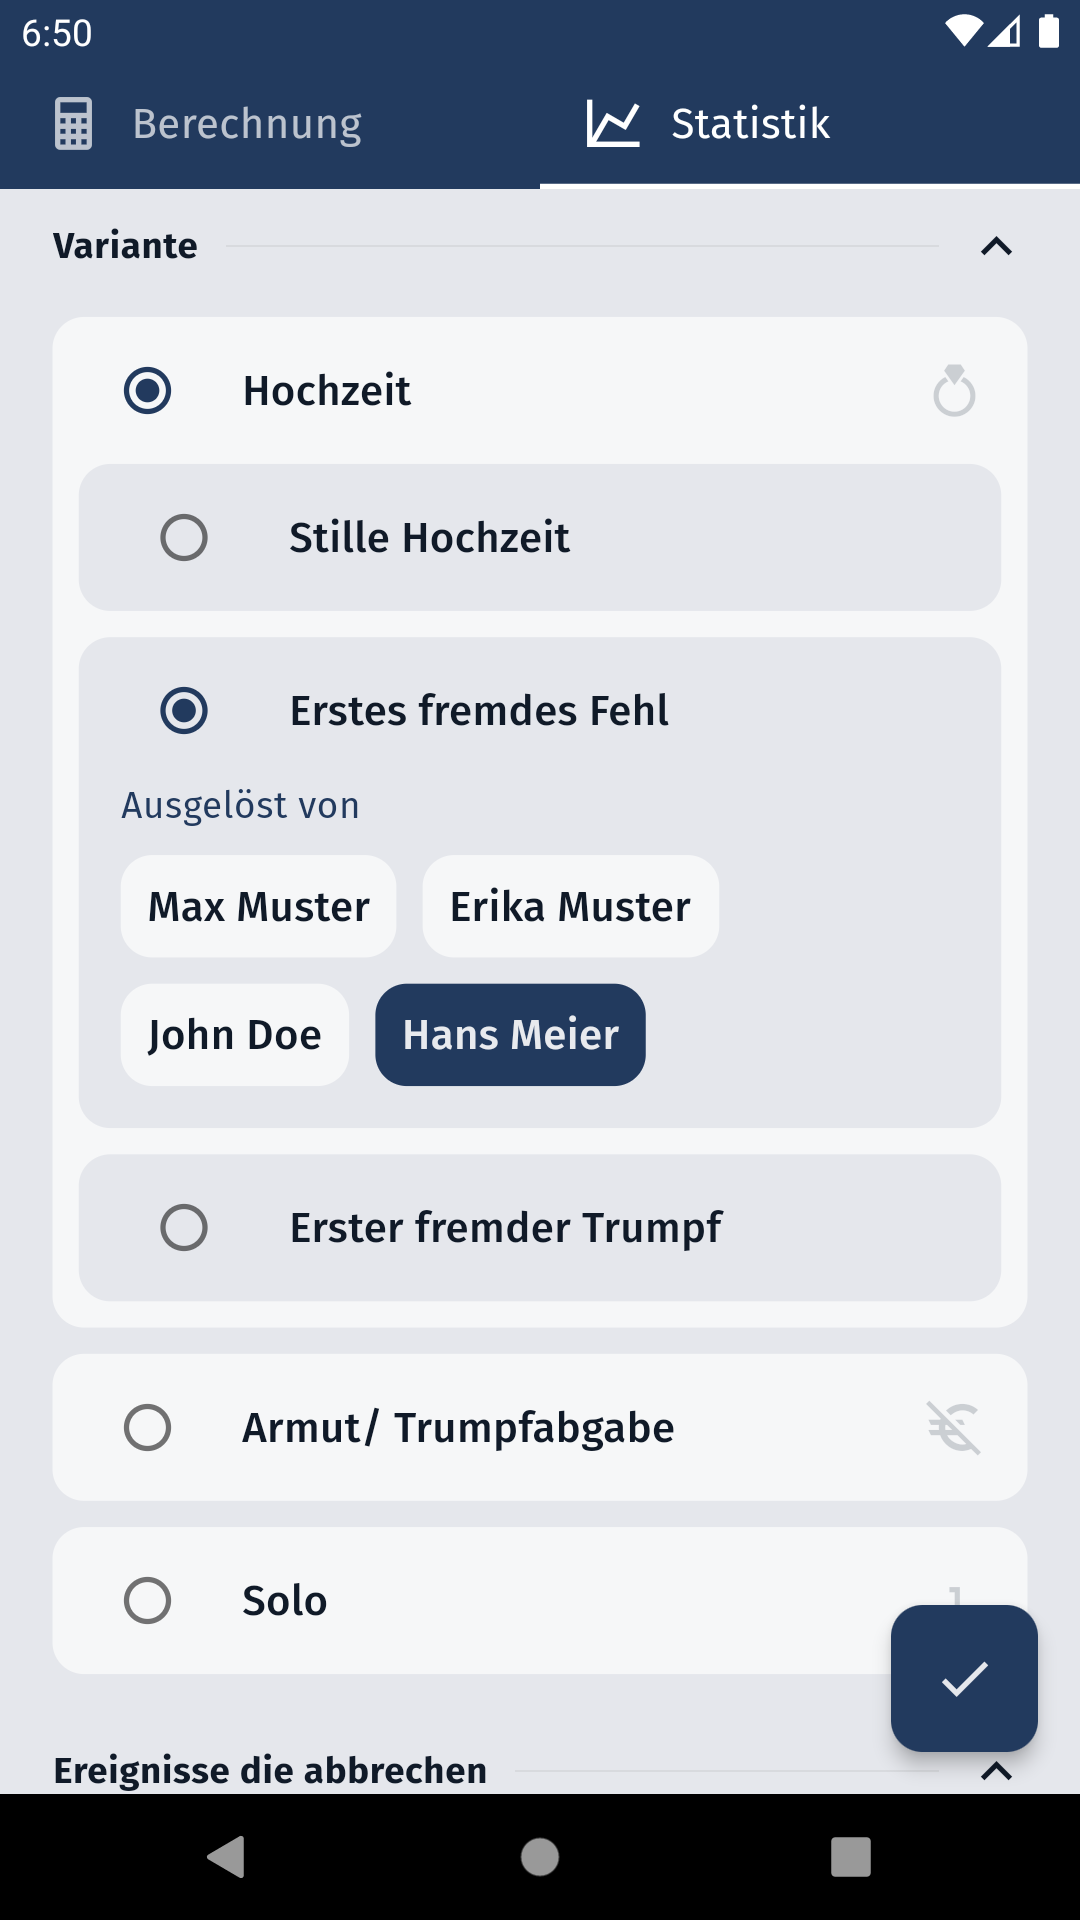 6:50
Berechnung
Statistik
Variante
Hochzeit
Stille Hochzeit
Erstes fremdes Fehl
Ausgelöst von
Max Muster
Erika Muster
John Doe
Hans Meier
Erster fremder Trumpf
Armut/ Trumpfabgabe
Solo
Ereignisse die abbrechen